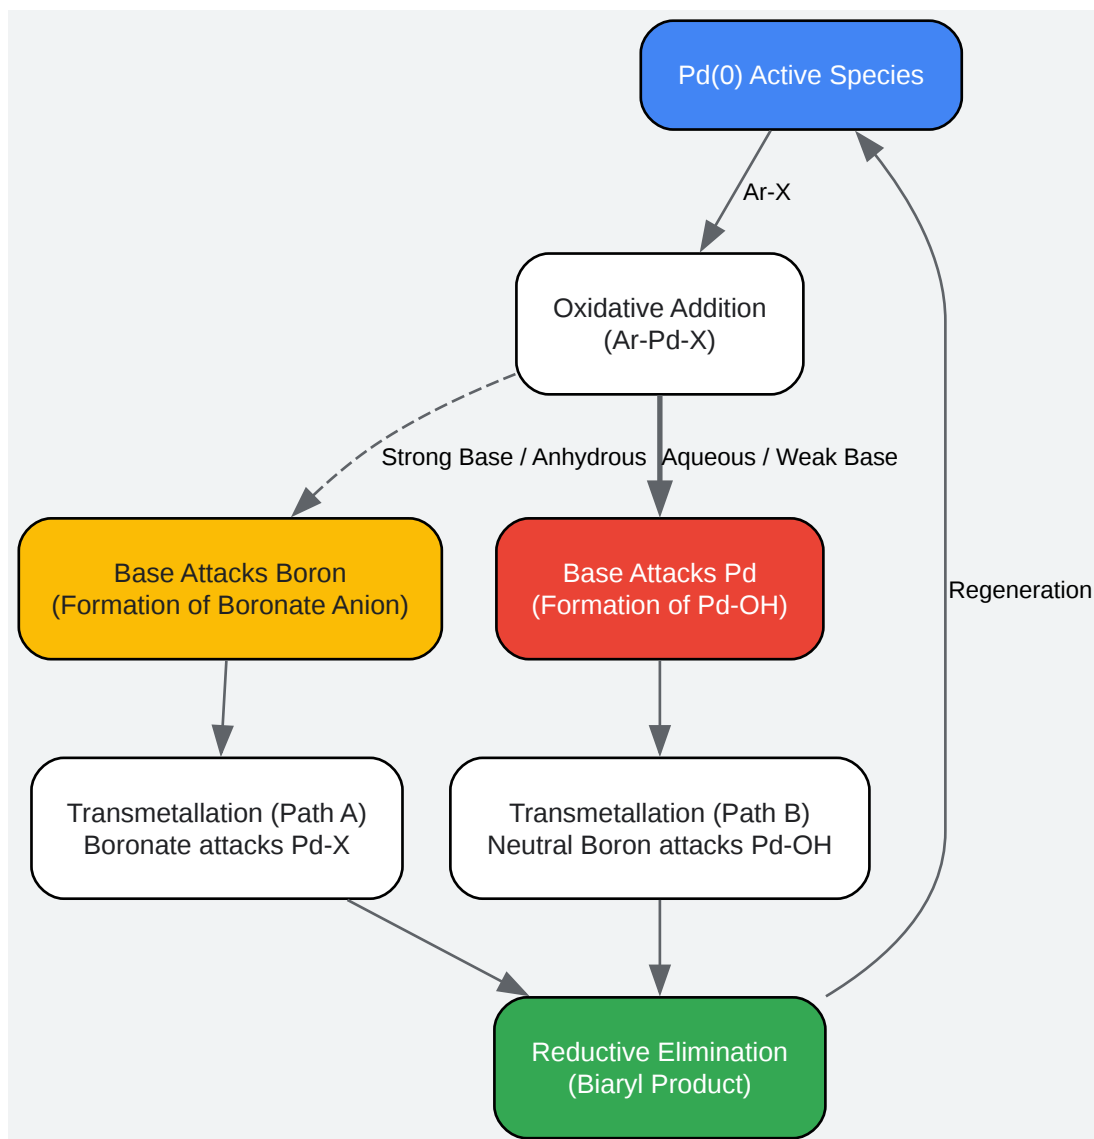 Pd(0) Active Species
Ar-X
Oxidative Addition
(Ar-Pd-X)
Strong Base / Anhydrous
Aqueous / Weak Base
Base Attacks Boron
(Formation of Boronate Anion)
Base Attacks Pd
(Formation of Pd-OH)
Regeneration
Transmetallation (Path A)
Boronate attacks Pd-X
Transmetallation (Path B)
Neutral Boron attacks Pd-OH
Reductive Elimination
(Biaryl Product)